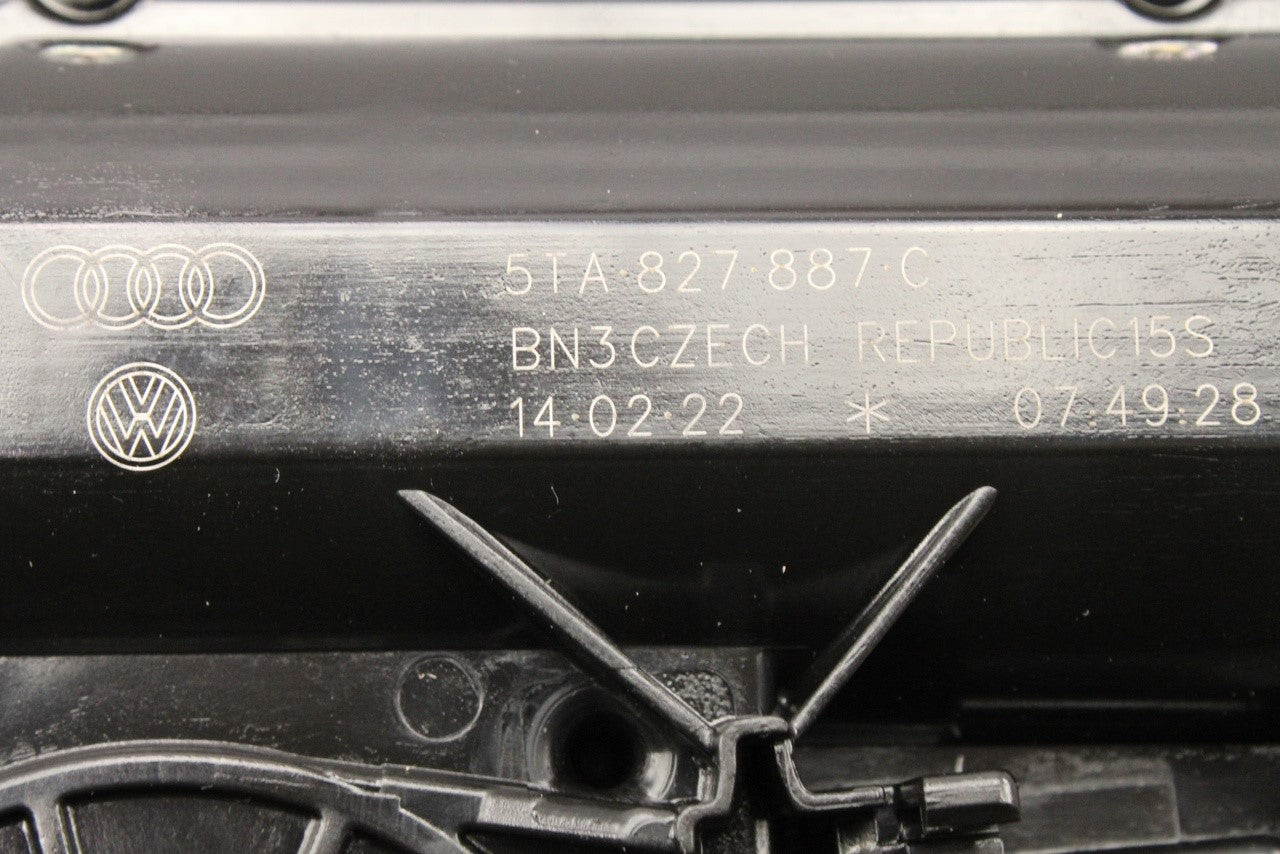 5TA·827·887·C
BN3CZECH REPUBLIC15S
14·02·22 * 07:49:28